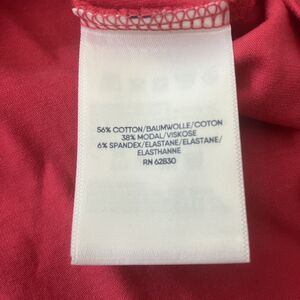 56% COTTON/BAUMWOLLE/COTON
38% MODAL/VISKOSE
6% SPANDEX/ELASTANE/ELASTANE/
ELASTHANNE
RN 62830